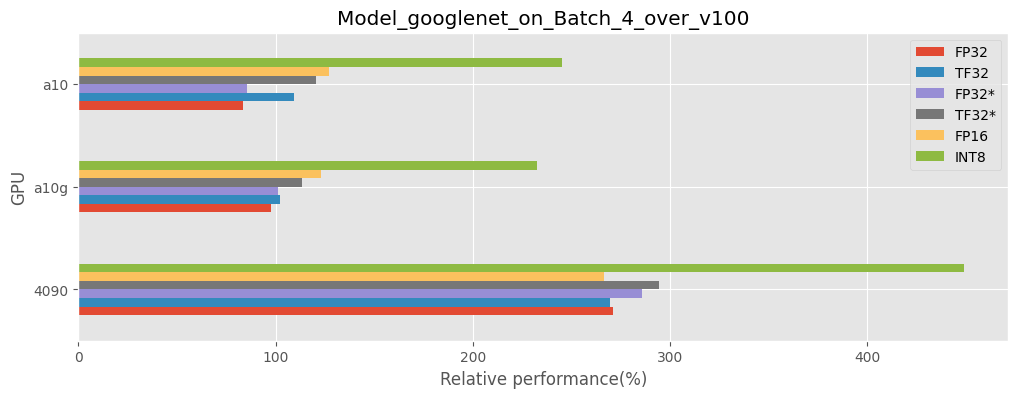 Model_googlenet_on_Batch_4_over_v100
FP32
TF32
FP32*
TF32*
FP16
INT8
GPU
a10
a10g
4090
0 100 200 300 400
Relative performance(%)